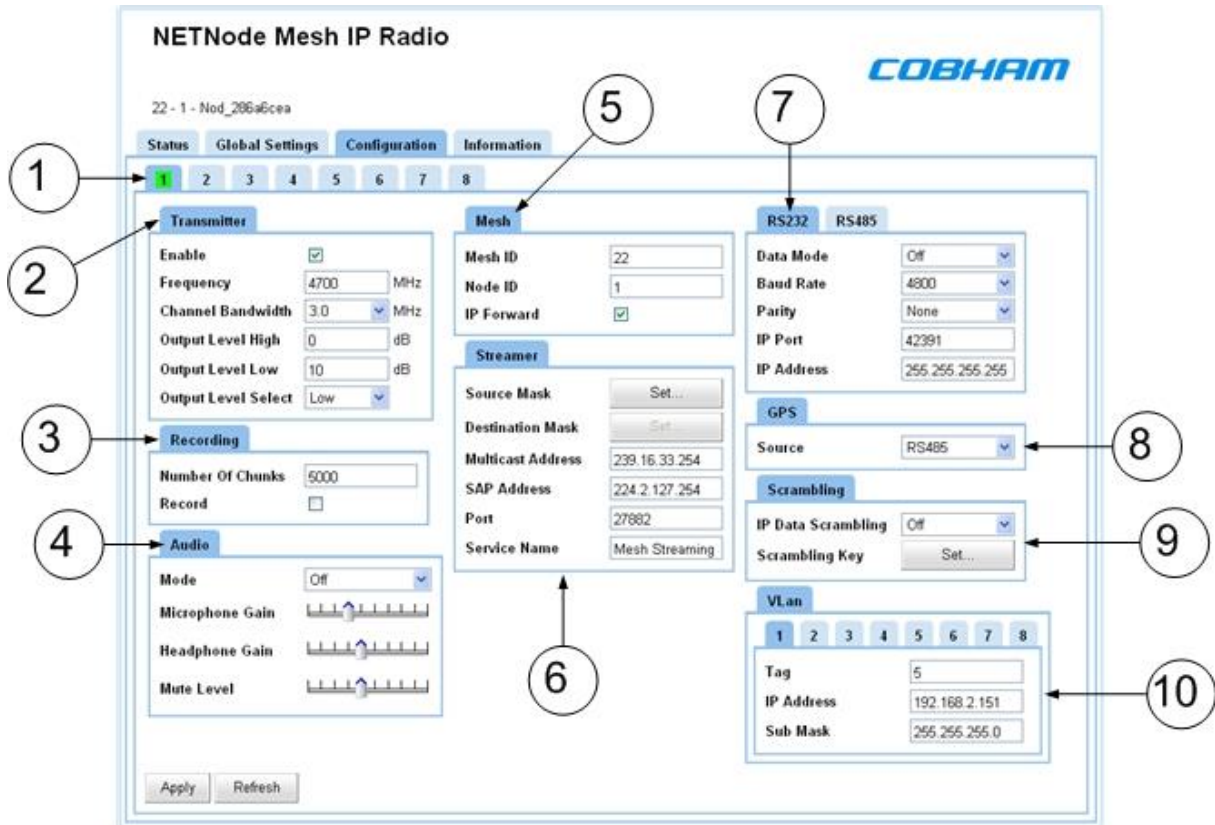 NETNode Mesh IP Radio
COBHAM
22 - 1 - Nod_286a6cea
Status Global Settings Configuration Information
1 2 3 4 5 6 7 8
1
2
Transmitter
Enable
Frequency 4700 MHz
Channel Bandwidth 3.0 MHz
Output Level High 0 dB
Output Level Low 10 dB
Output Level Select Low
3
Recording
Number Of Chunks 5000
Record
4
Audio
Mode Off
Microphone Gain
Headphone Gain
Mute Level
5
Mesh
Mesh ID 22
Node ID 1
IP Forward
Streamer
Source Mask Set...
Destination Mask Set...
Multicast Address 239.16.33.254
SAP Address 224.2.127.254
Port 27882
Service Name Mesh Streaming
6
7
RS232 RS485
Data Mode Off
Baud Rate 4800
Parity None
IP Port 42391
IP Address 255.255.255.255
GPS
Source RS485
8
Scrambling
IP Data Scrambling Off
Scrambling Key Set...
9
VLan
1 2 3 4 5 6 7 8
Tag 5
IP Address 192.168.2.151
Sub Mask 255.255.255.0
10
Apply Refresh